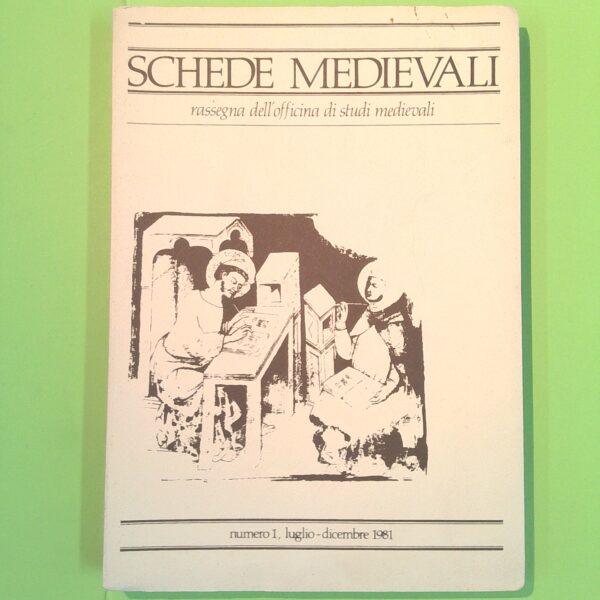 SCHEDE MEDIEVALI
rassegna dell'officina di studi medievali
numero 1, luglio-dicembre 1981